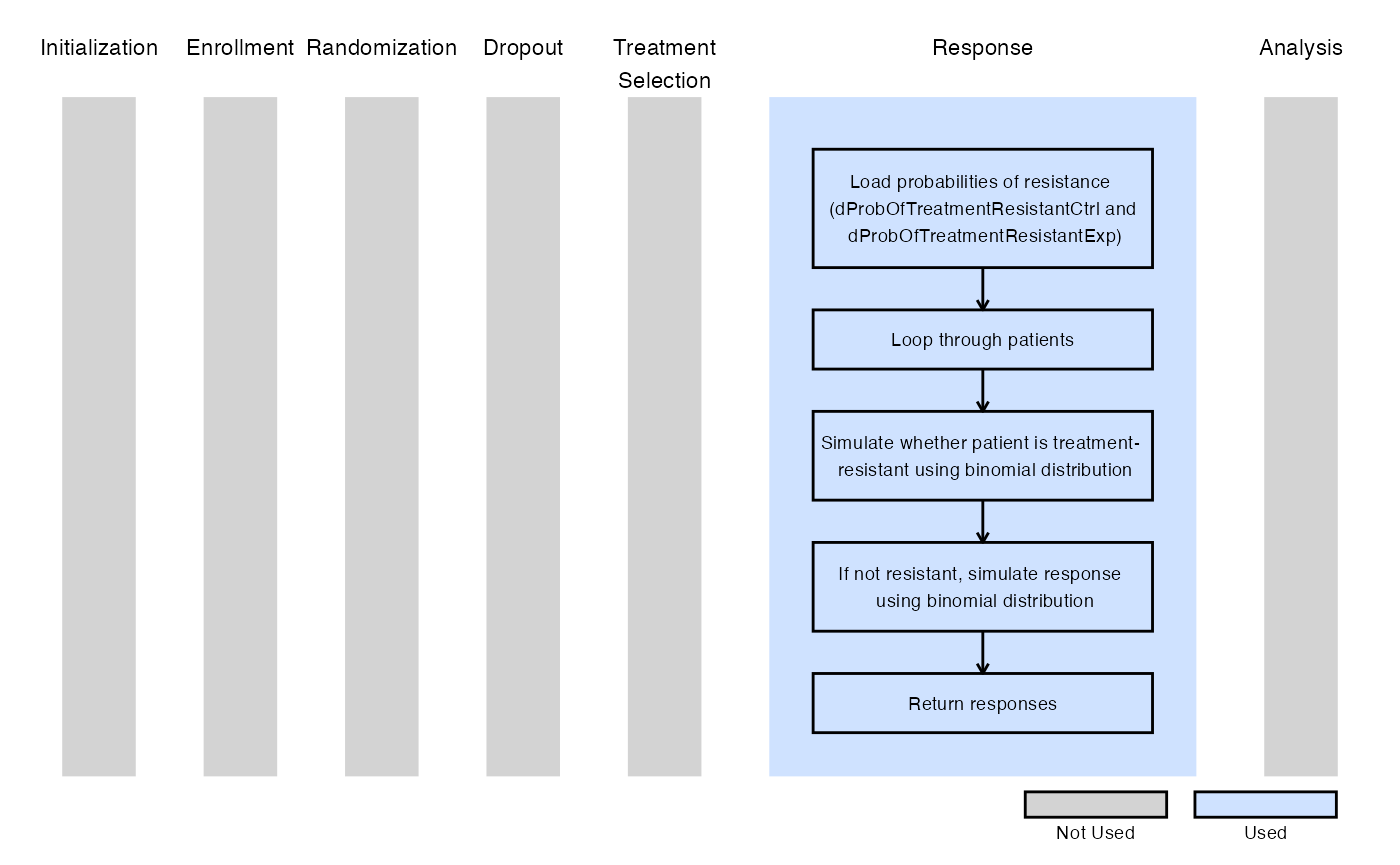 Initialization
Enrollment
Randomization
Dropout
Treatment
Selection
Response
Analysis
Load probabilities of resistance
(dProbOfTreatmentResistantCtrl and
dProbOfTreatmentResistantExp)
Loop through patients
Simulate whether patient is treatment-
resistant using binomial distribution
If not resistant, simulate response
using binomial distribution
Return responses
Not Used
Used